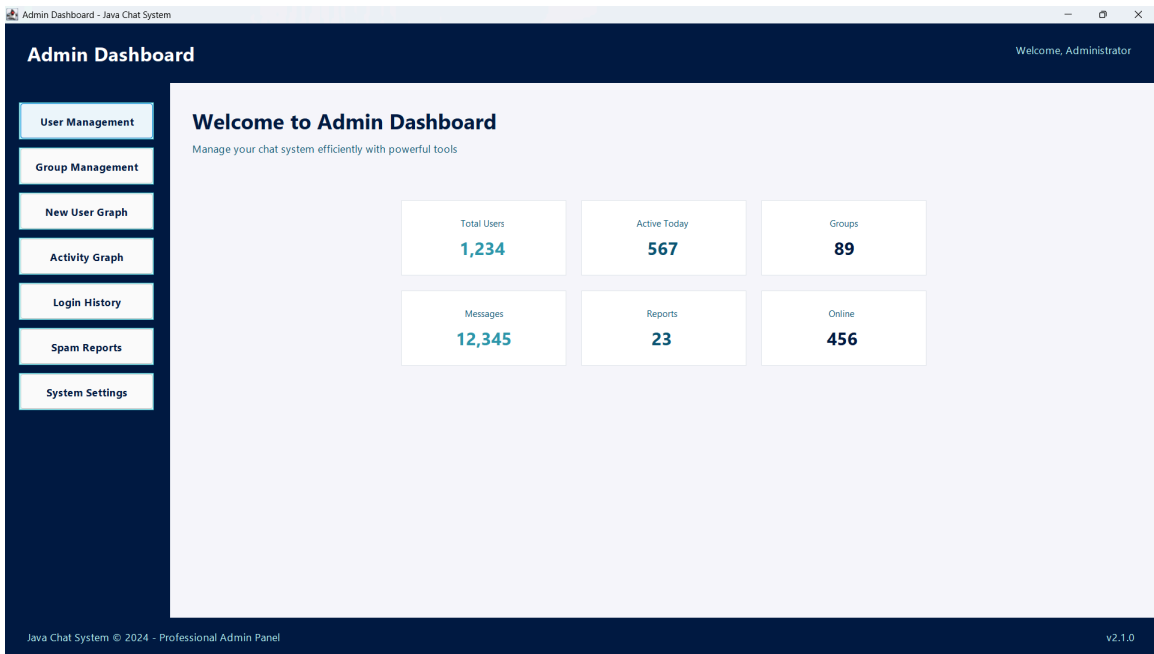 Admin Dashboard - Java Chat System
Admin Dashboard
Welcome, Administrator
User Management
Group Management
New User Graph
Activity Graph
Login History
Spam Reports
System Settings
Welcome to Admin Dashboard
Manage your chat system efficiently with powerful tools
Total Users
1,234
Active Today
567
Groups
89
Messages
12,345
Reports
23
Online
456
Java Chat System © 2024 - Professional Admin Panel
v2.1.0